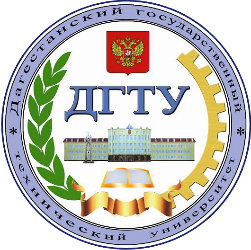 * Дагестанский государственный *
ДГТУ
технический университет